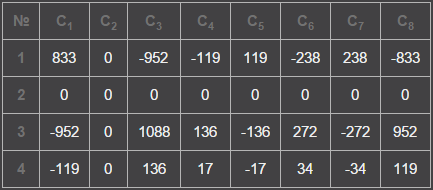 № C₁ C₂ C₃ C₄ C₅ C₆ C₇ C₈
1 833 0 -952 -119 119 -238 238 -833
2 0 0 0 0 0 0 0 0
3 -952 0 1088 136 -136 272 -272 952
4 -119 0 136 17 -17 34 -34 119